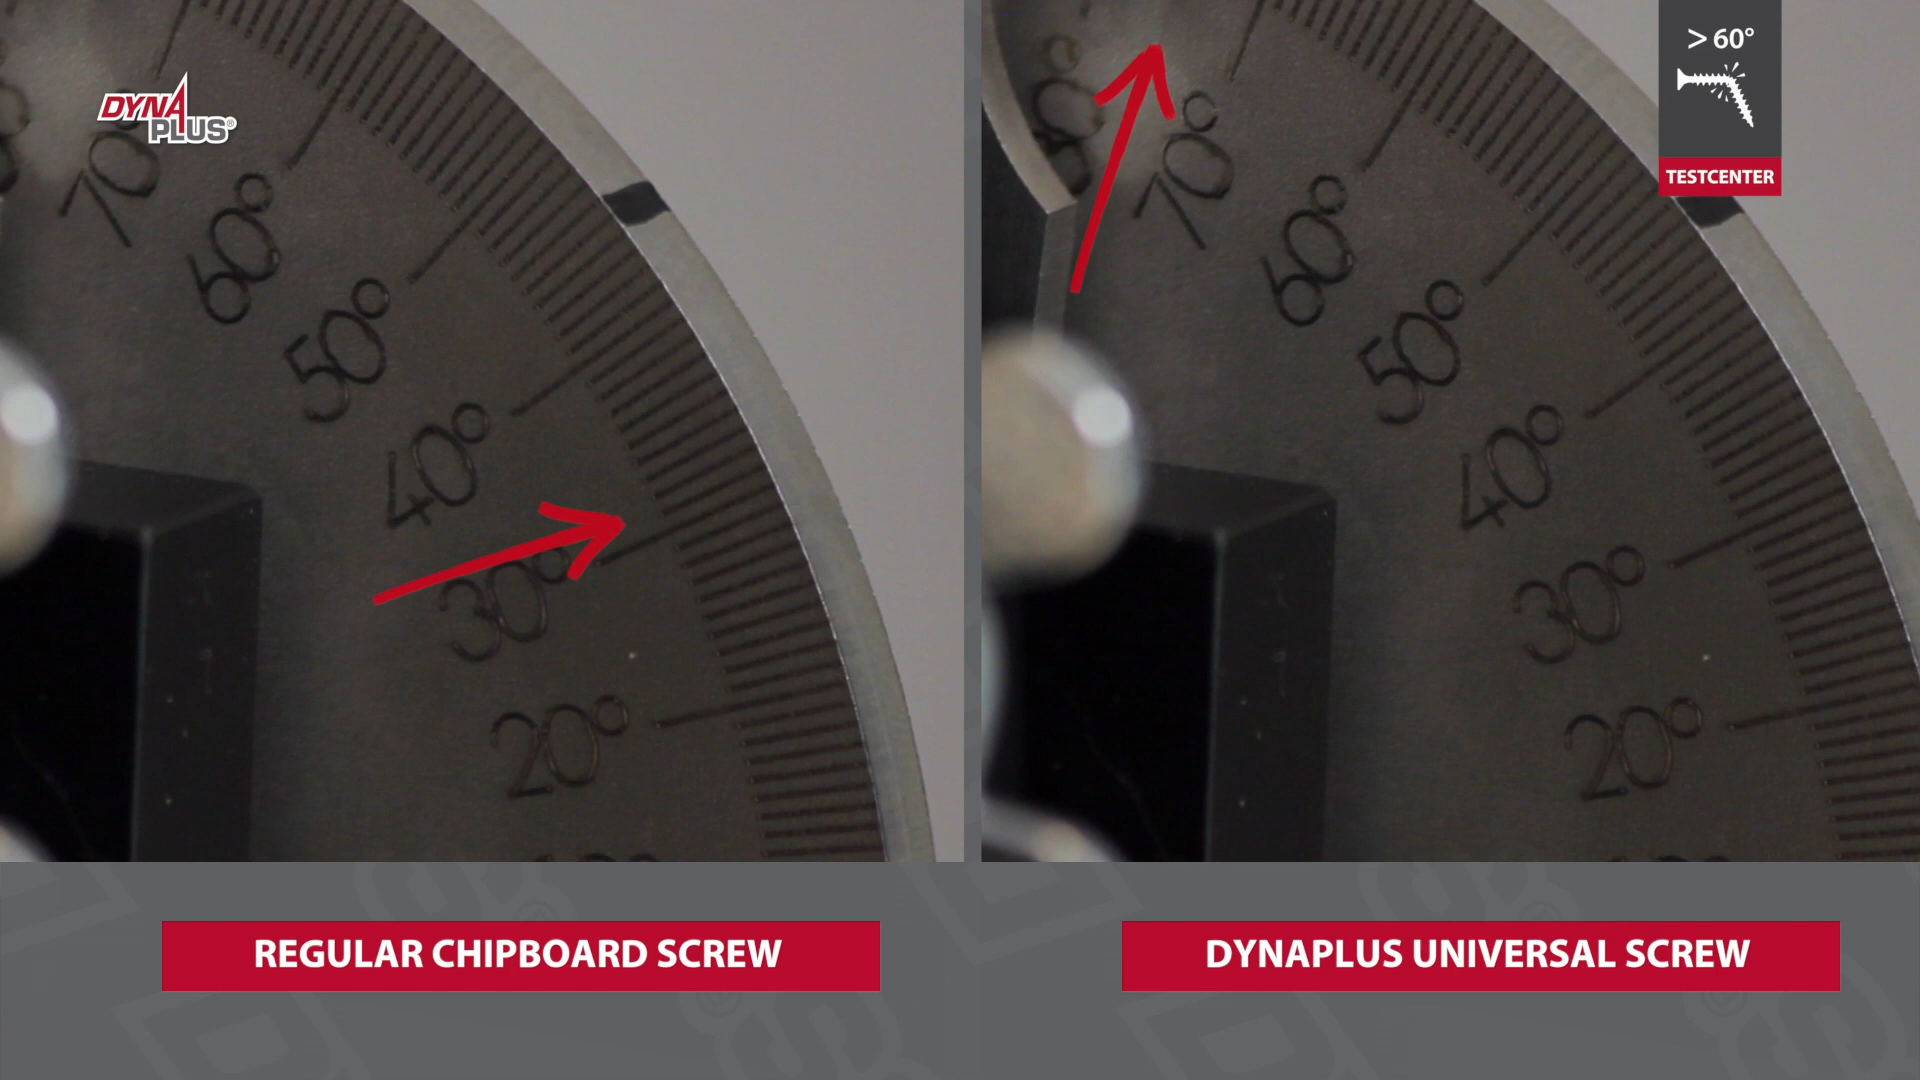 DYNA
PLUS®
70°
60°
50°
40°
30°
20°
70°
60°
50°
40°
30°
20°
> 60°
TESTCENTER
REGULAR CHIPBOARD SCREW
DYNAPLUS UNIVERSAL SCREW